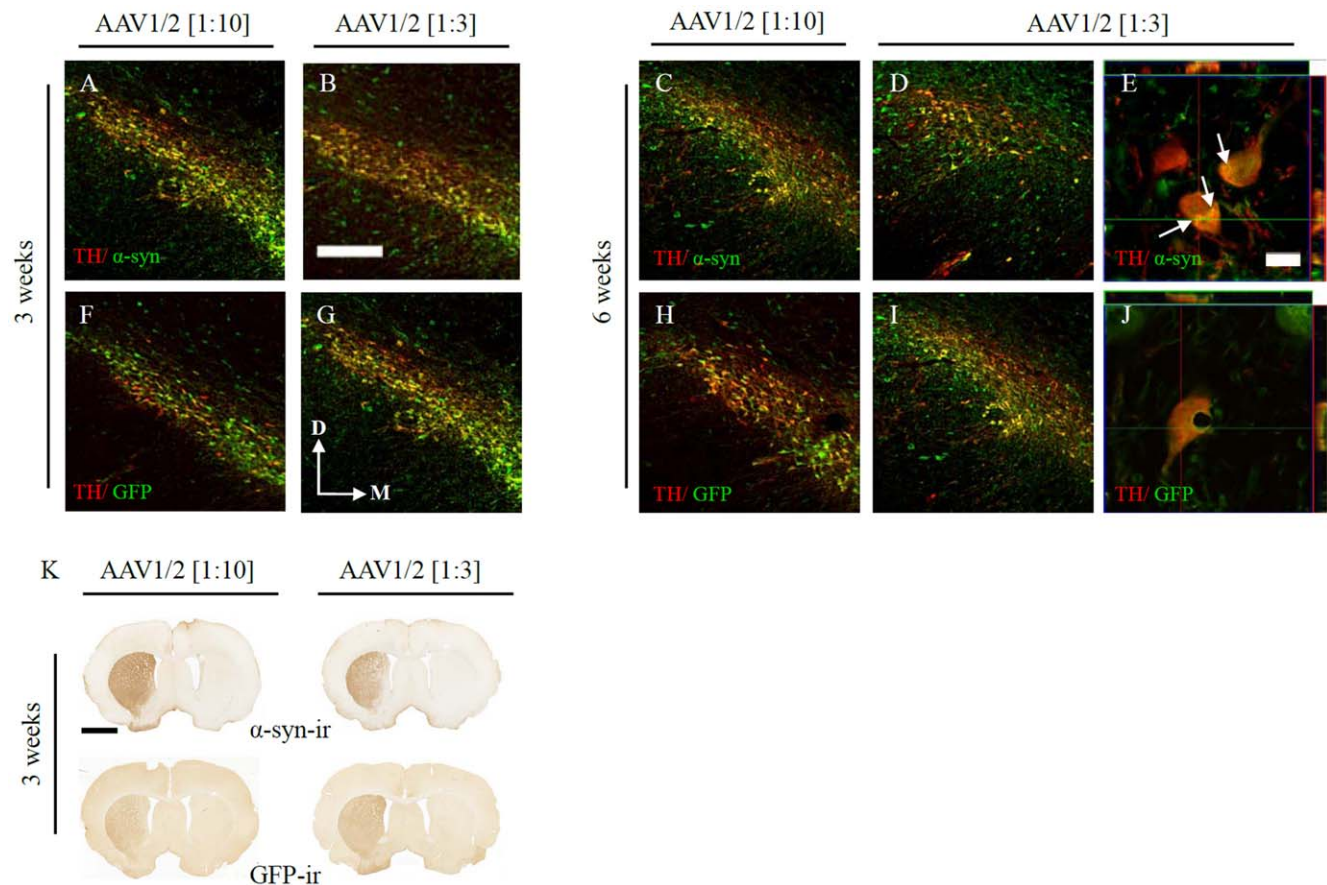 AAV1/2 [1:10]
AAV1/2 [1:3]
AAV1/2 [1:10]
AAV1/2 [1:3]
3 weeks
A
TH/ α-syn
B
6 weeks
C
TH/ α-syn
D
E
TH/ α-syn
F
TH/ GFP
G
D
M
H
TH/ GFP
I
J
TH/ GFP
K
AAV1/2 [1:10]
AAV1/2 [1:3]
3 weeks
α-syn-ir
GFP-ir